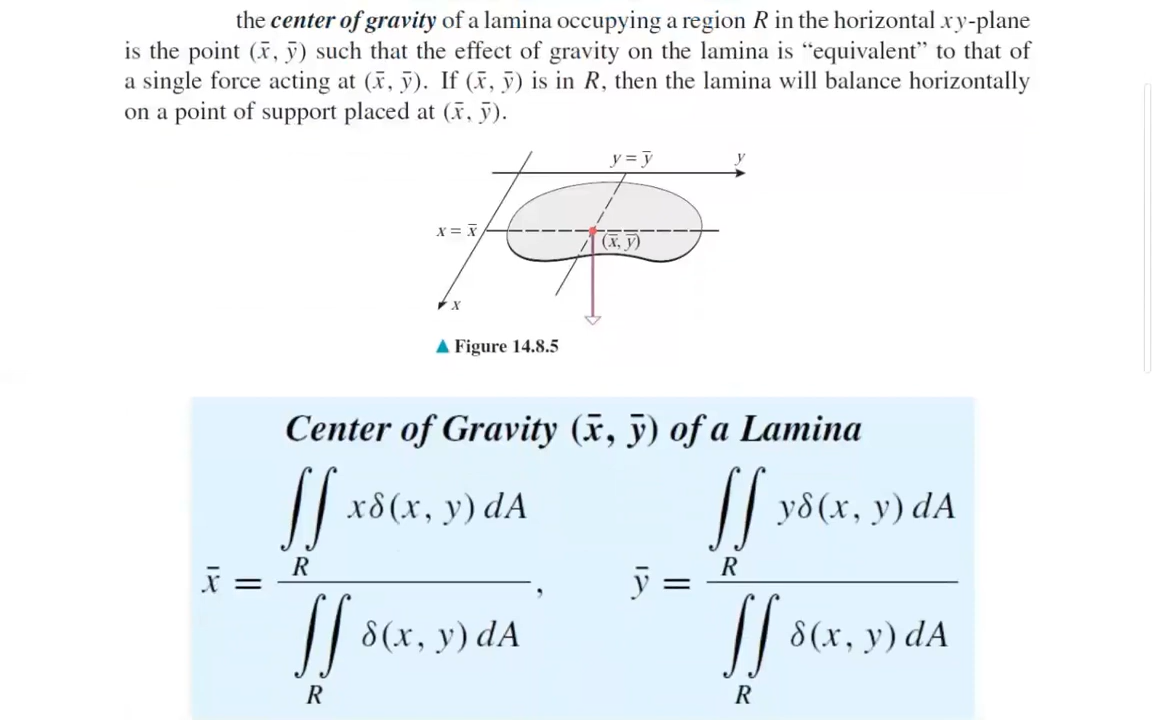 the center of gravity of a lamina occupying a region R in the horizontal xy-plane
is the point (x̄, ȳ) such that the effect of gravity on the lamina is “equivalent” to that of
a single force acting at (x̄, ȳ). If (x̄, ȳ) is in R, then the lamina will balance horizontally
on a point of support placed at (x̄, ȳ).
y = ȳ
y
x = x̄
(x̄, ȳ)
x
▲ Figure 14.8.5
Center of Gravity (x̄, ȳ) of a Lamina
∬ xδ(x, y) dA
R
x̄ = ,
∬ δ(x, y) dA
R
∬ yδ(x, y) dA
R
ȳ =
∬ δ(x, y) dA
R